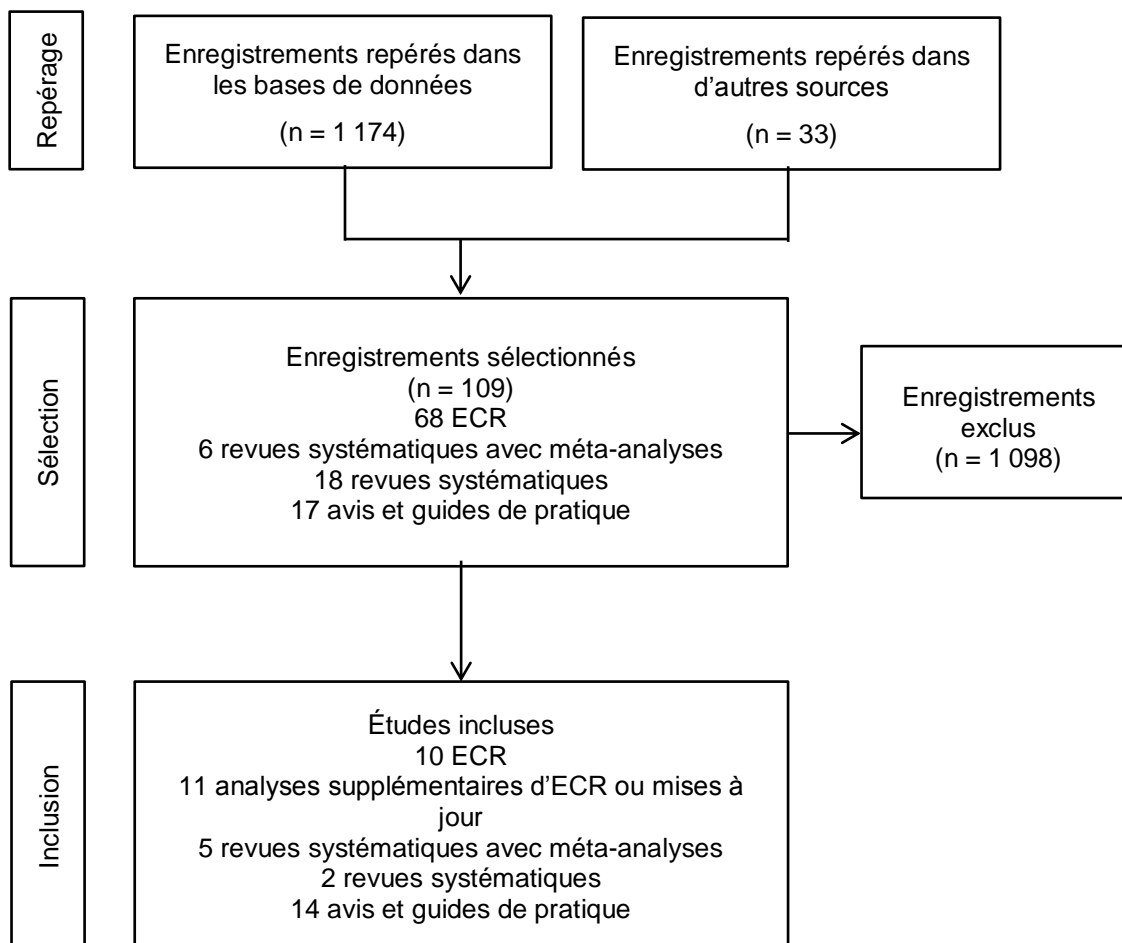 Repérage
Enregistrements repérés dans
les bases de données
(n = 1 174)
Enregistrements repérés dans
d’autres sources
(n = 33)
Sélection
Enregistrements sélectionnés
(n = 109)
68 ECR
6 revues systématiques avec méta-analyses
18 revues systématiques
17 avis et guides de pratique
Enregistrements
exclus
(n = 1 098)
Inclusion
Études incluses
10 ECR
11 analyses supplémentaires d’ECR ou mises à
jour
5 revues systématiques avec méta-analyses
2 revues systématiques
14 avis et guides de pratique